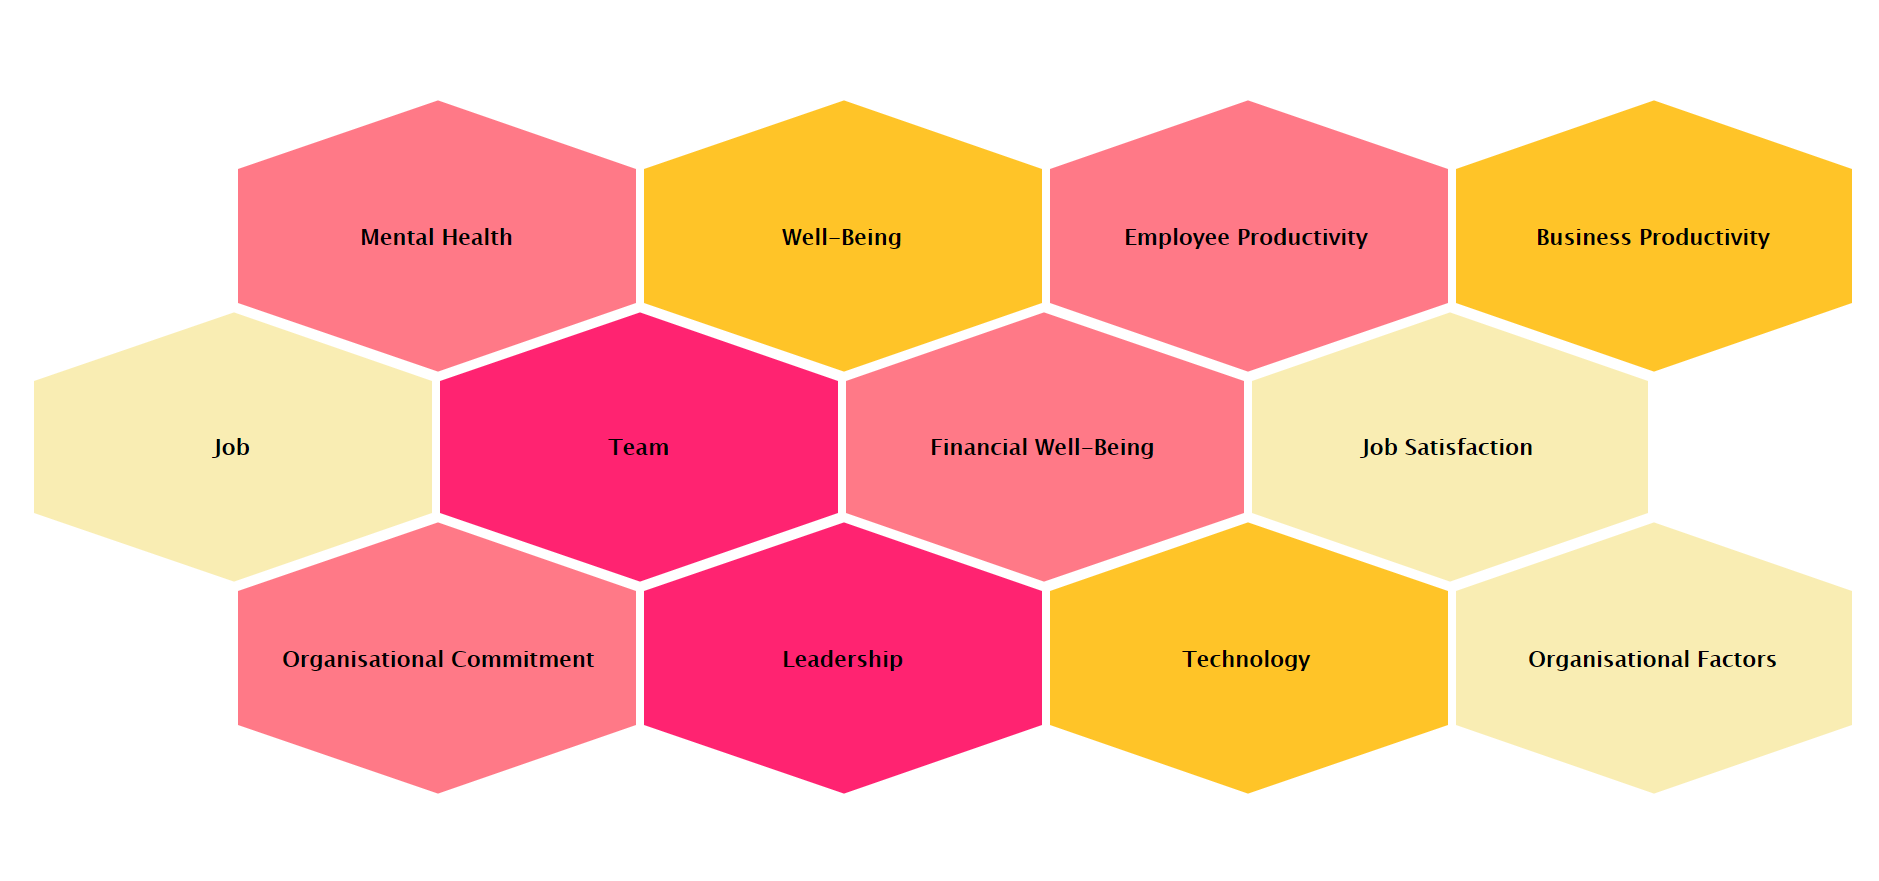 Mental Health
Well-Being
Employee Productivity
Business Productivity
Job
Team
Financial Well-Being
Job Satisfaction
Organisational Commitment
Leadership
Technology
Organisational Factors